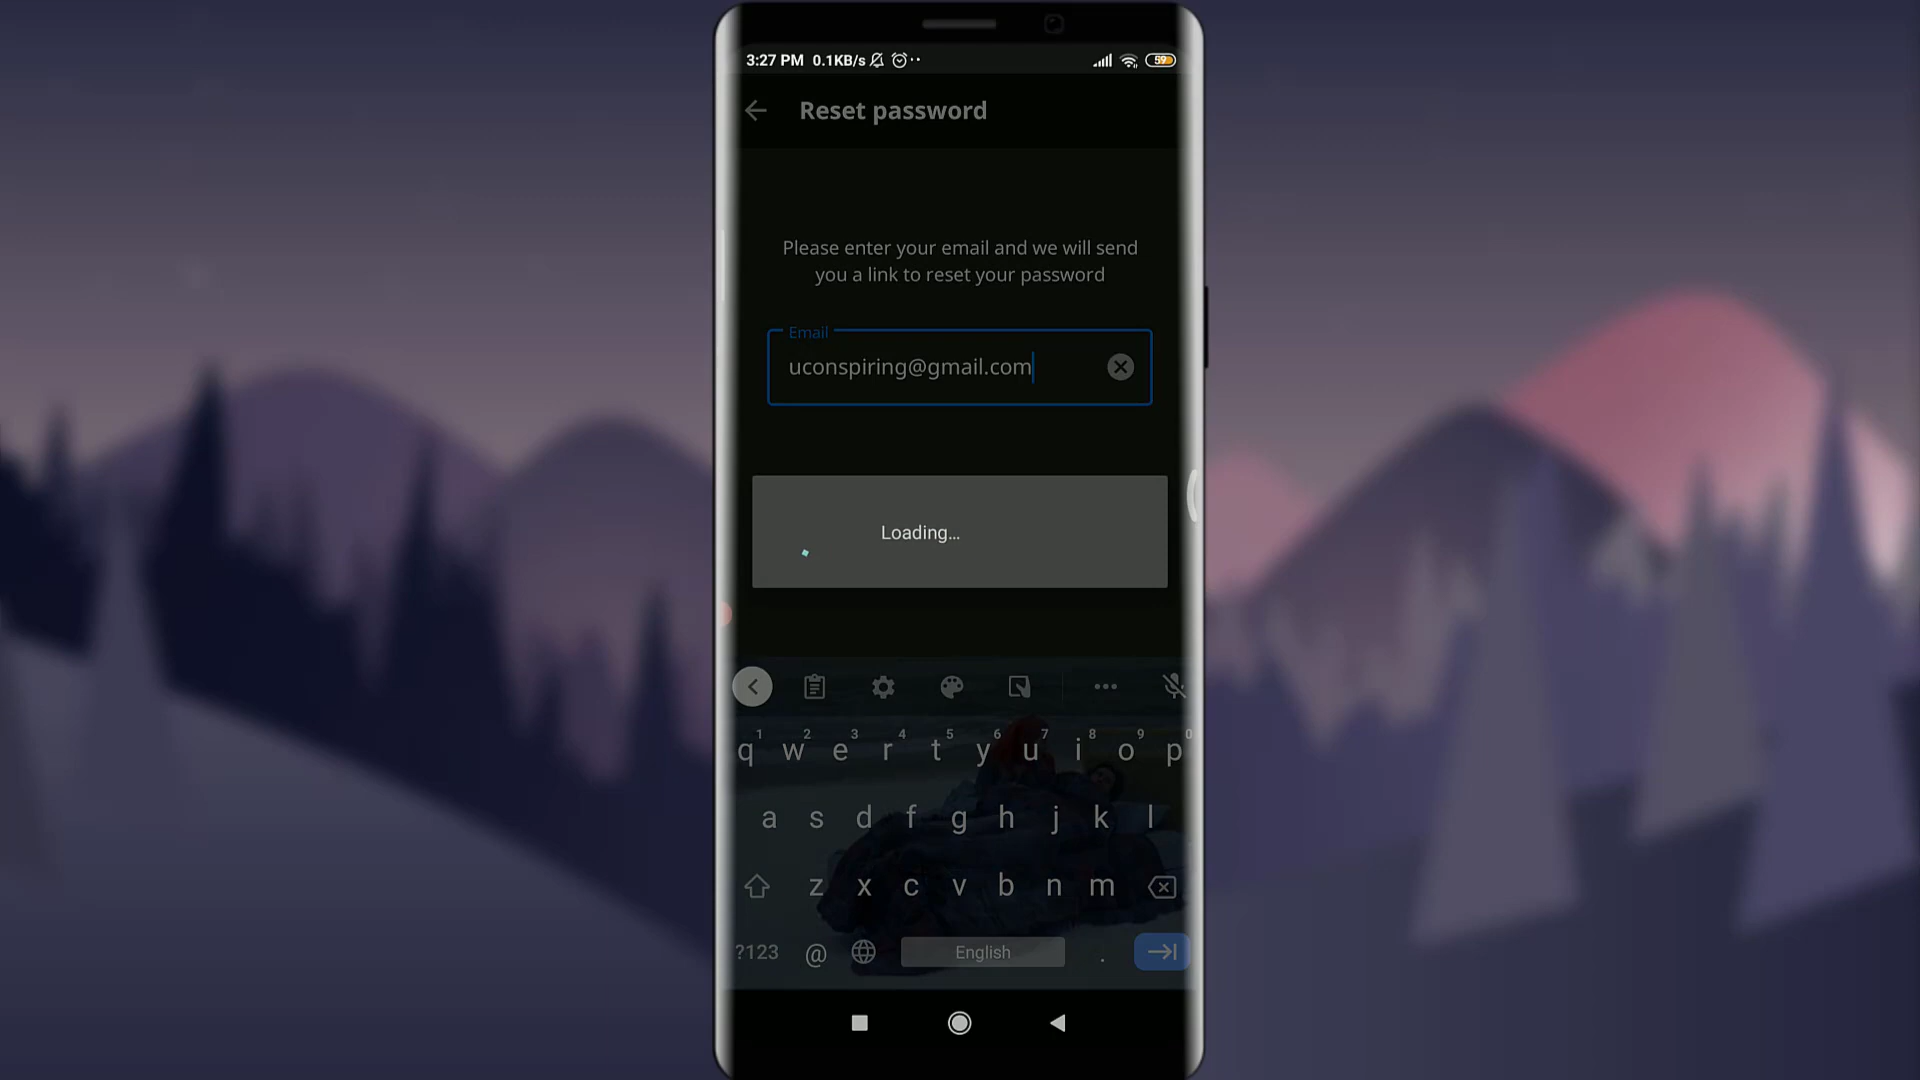 3:27 PM 0.1KB/s 59
Reset password
Please enter your email and we will send
you a link to reset your password
Email
uconspiring@gmail.com
Loading...
1 2 3 4 5 6 7 8 9 0
q w e r t y u i o p
a s d f g h j k l
z x c v b n m
?123 @ English .